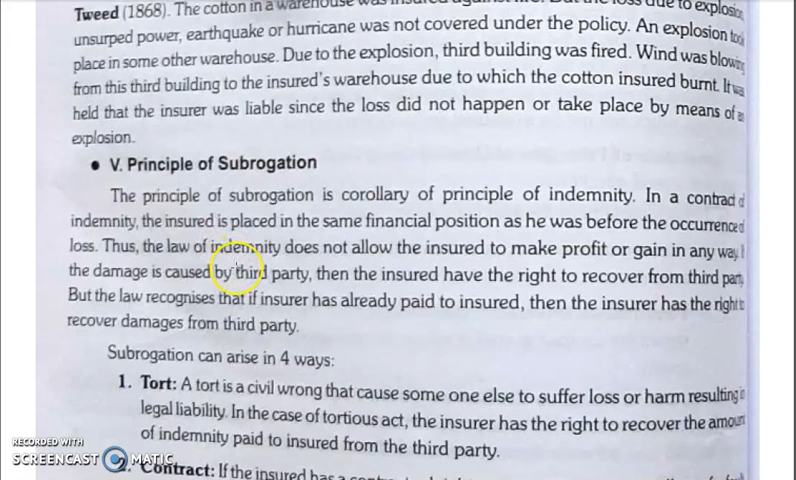 Tweed (1868). The cotton in a warehouse was insured against fire. But the loss due to explosion,
unsurped power, earthquake or hurricane was not covered under the policy. An explosion took
place in some other warehouse. Due to the explosion, third building was fired. Wind was blowing
from this third building to the insured's warehouse due to which the cotton insured burnt. It was
held that the insurer was liable since the loss did not happen or take place by means of an
explosion.
• V. Principle of Subrogation
The principle of subrogation is corollary of principle of indemnity. In a contract of
indemnity, the insured is placed in the same financial position as he was before the occurrence of
loss. Thus, the law of indemnity does not allow the insured to make profit or gain in any way. I
the damage is caused by third party, then the insured have the right to recover from third party.
But the law recognises that if insurer has already paid to insured, then the insurer has the right to
recover damages from third party.
Subrogation can arise in 4 ways:
1. Tort: A tort is a civil wrong that cause some one else to suffer loss or harm resulting in
legal liability. In the case of tortious act, the insurer has the right to recover the amount
of indemnity paid to insured from the third party.
RECORDED WITH
SCREENCAST MATIC
2. Contract: If the insured has a